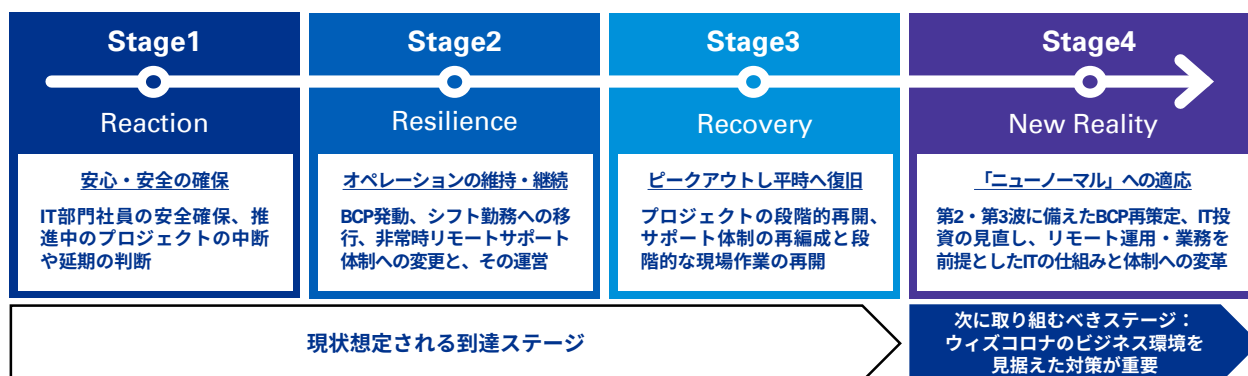 Stage1
Reaction
安心・安全の確保
IT部門社員の安全確保、推
進中のプロジェクトの中断
や延期の判断
Stage2
Resilience
オペレーションの維持・継続
BCP発動、シフト勤務への移
行、非常時リモートサポート
体制への変更と、その運営
Stage3
Recovery
ピークアウトし平時へ復旧
プロジェクトの段階的再開、
サポート体制の再編成と段
階的な現場作業の再開
Stage4
New Reality
「ニューノーマル」への適応
第2・第3波に備えたBCP再策定、IT投
資の見直し、リモート運用・業務を
前提としたITの仕組みと体制への変革
現状想定される到達ステージ
次に取り組むべきステージ：
ウィズコロナのビジネス環境を
見据えた対策が重要